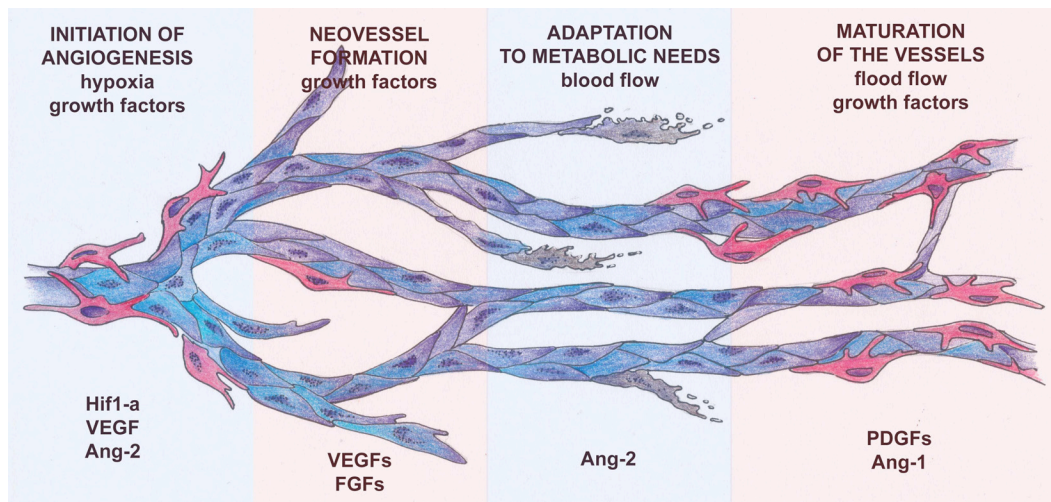 INITIATION OF
ANGIOGENESIS
hypoxia
growth factors
NEOVESSEL
FORMATION
growth factors
ADAPTATION
TO METABOLIC NEEDS
blood flow
MATURATION
OF THE VESSELS
flood flow
growth factors
Hif1-a
VEGF
Ang-2
VEGFs
FGFs
Ang-2
PDGFs
Ang-1